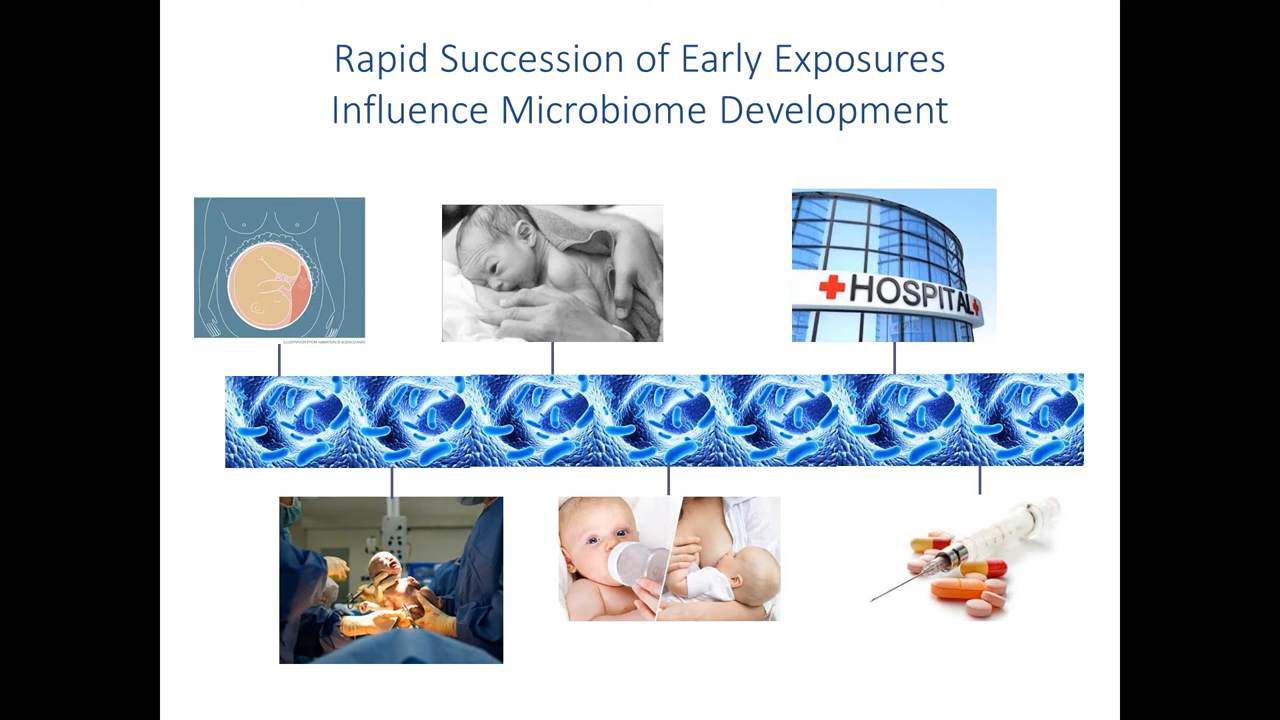 Rapid Succession of Early Exposures
Influence Microbiome Development
HOSPITAL